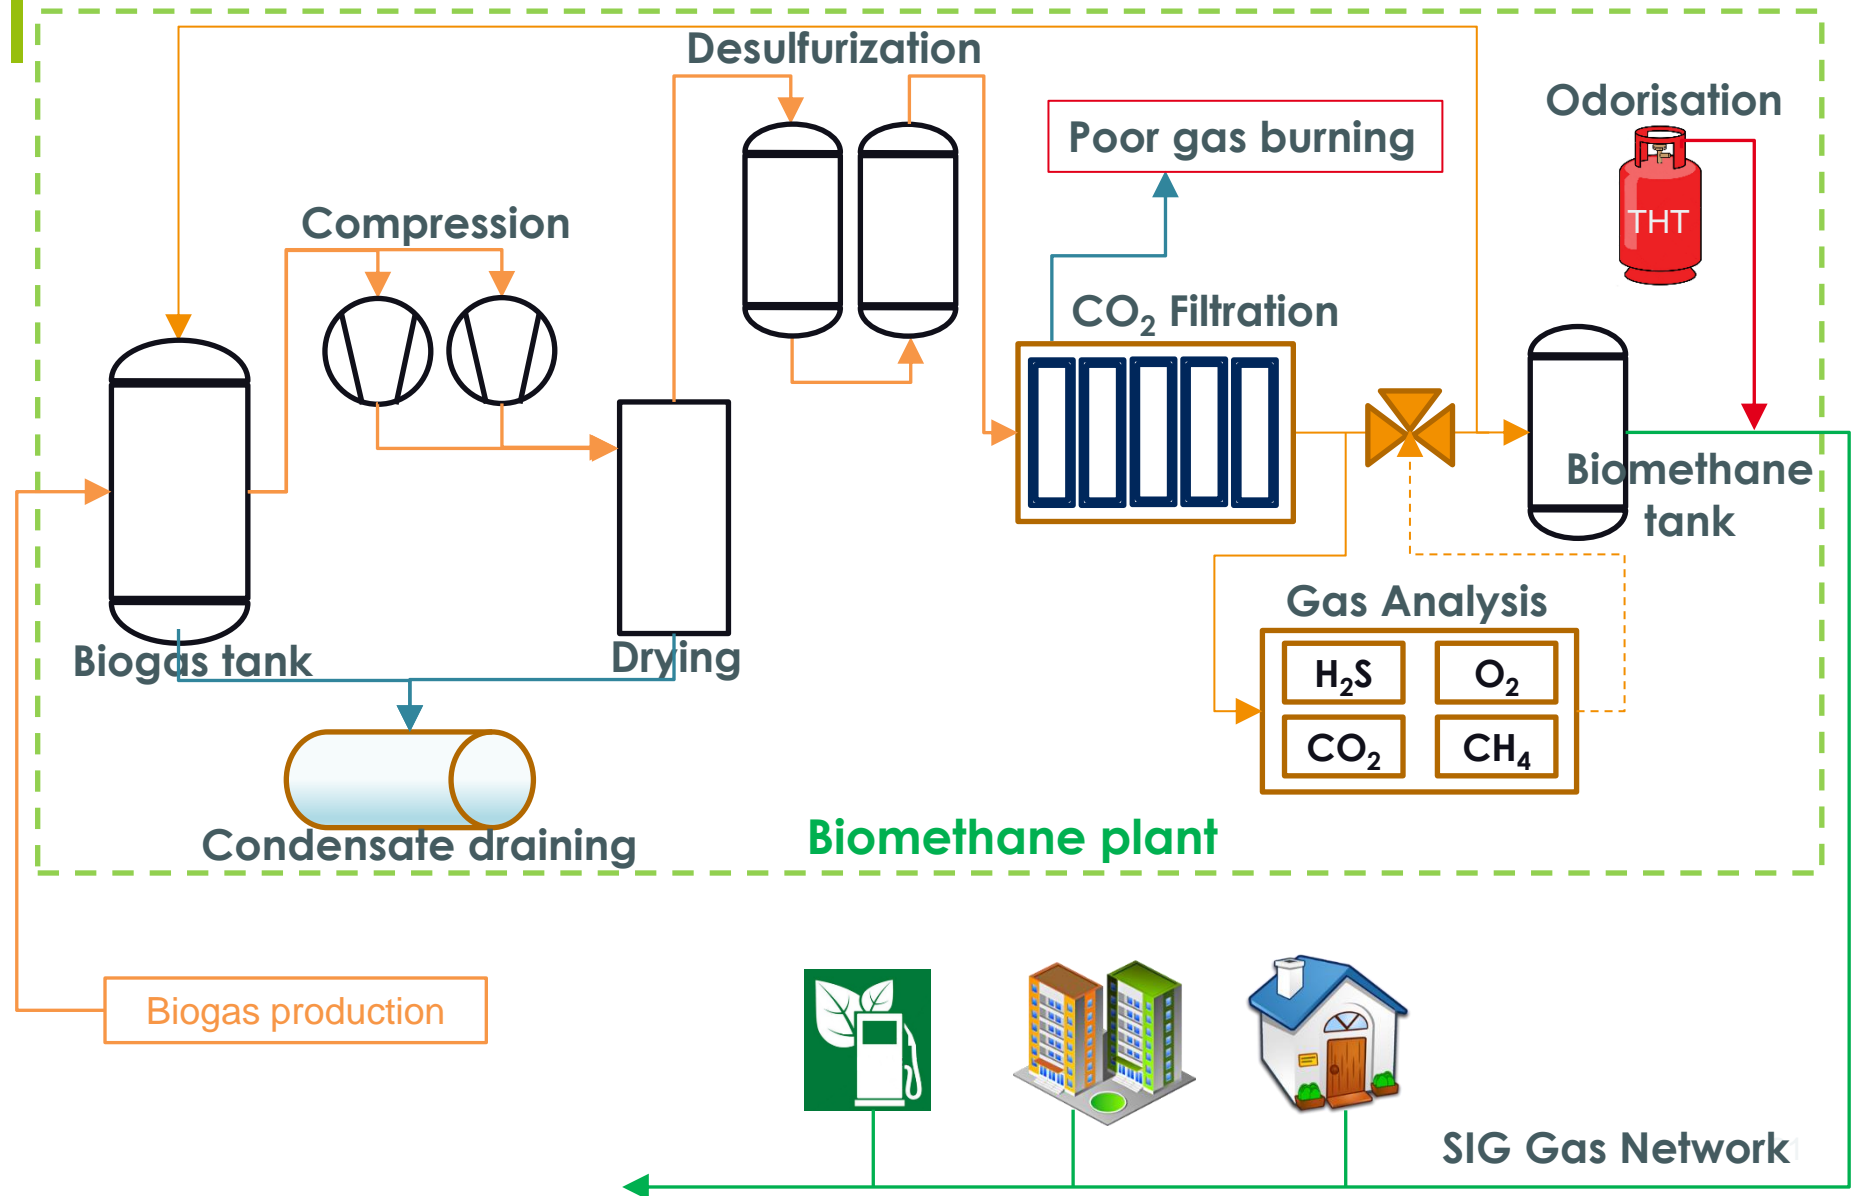 Desulfurization
Odorisation
Poor gas burning
THT
Compression
CO₂ Filtration
Biomethane
tank
Gas Analysis
H₂S
O₂
CO₂
CH₄
Biogas tank
Drying
Condensate draining
Biomethane plant
Biogas production
SIG Gas Network